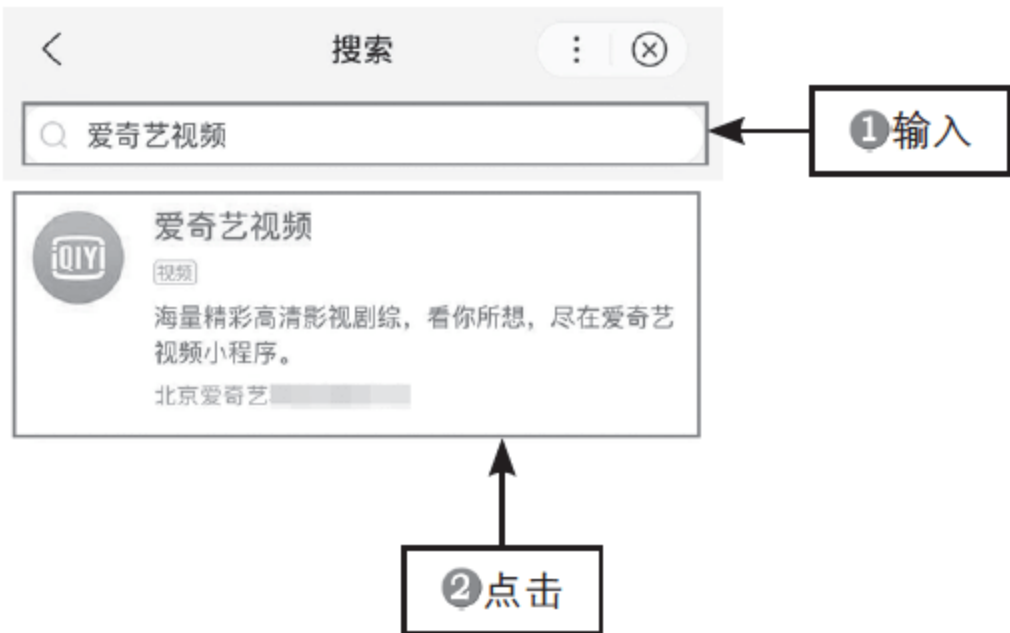 搜索
爱奇艺视频
❶输入
爱奇艺视频
iQIYI
视频
海量精彩高清影视剧综，看你所想，尽在爱奇艺
视频小程序。
北京爱奇艺
❷点击